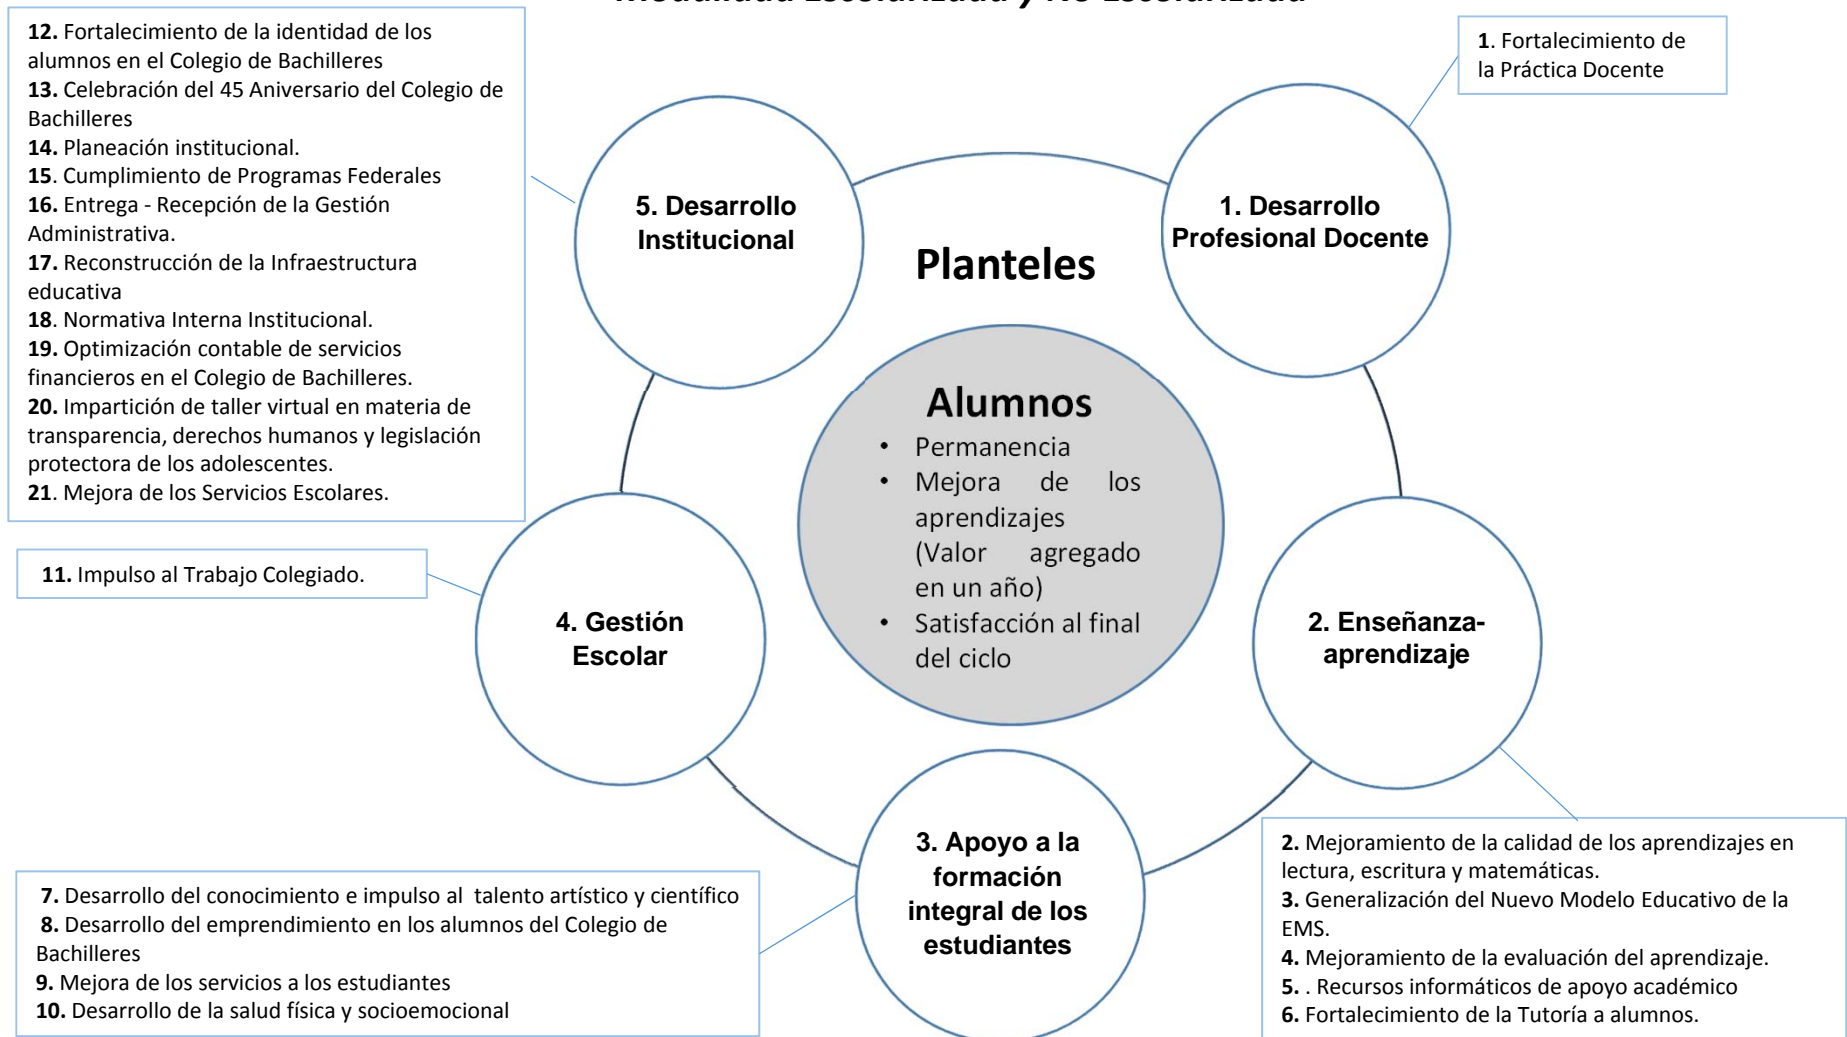 Modalidad Escolarizada y No Escolarizada
12. Fortalecimiento de la identidad de los
alumnos en el Colegio de Bachilleres
13. Celebración del 45 Aniversario del Colegio de
Bachilleres
14. Planeación institucional.
15. Cumplimiento de Programas Federales
16. Entrega - Recepción de la Gestión
Administrativa.
17. Reconstrucción de la Infraestructura
educativa
18. Normativa Interna Institucional.
19. Optimización contable de servicios
financieros en el Colegio de Bachilleres.
20. Impartición de taller virtual en materia de
transparencia, derechos humanos y legislación
protectora de los adolescentes.
21. Mejora de los Servicios Escolares.
1. Fortalecimiento de
la Práctica Docente
5. Desarrollo
Institucional
1. Desarrollo
Profesional Docente
Planteles
Alumnos
• Permanencia
• Mejora de los
aprendizajes
(Valor agregado
en un año)
• Satisfacción al final
del ciclo
11. Impulso al Trabajo Colegiado.
4. Gestión
Escolar
2. Enseñanza-
aprendizaje
3. Apoyo a la
formación
integral de los
estudiantes
7. Desarrollo del conocimiento e impulso al talento artístico y científico
8. Desarrollo del emprendimiento en los alumnos del Colegio de
Bachilleres
9. Mejora de los servicios a los estudiantes
10. Desarrollo de la salud física y socioemocional
2. Mejoramiento de la calidad de los aprendizajes en
lectura, escritura y matemáticas.
3. Generalización del Nuevo Modelo Educativo de la
EMS.
4. Mejoramiento de la evaluación del aprendizaje.
5. . Recursos informáticos de apoyo académico
6. Fortalecimiento de la Tutoría a alumnos.